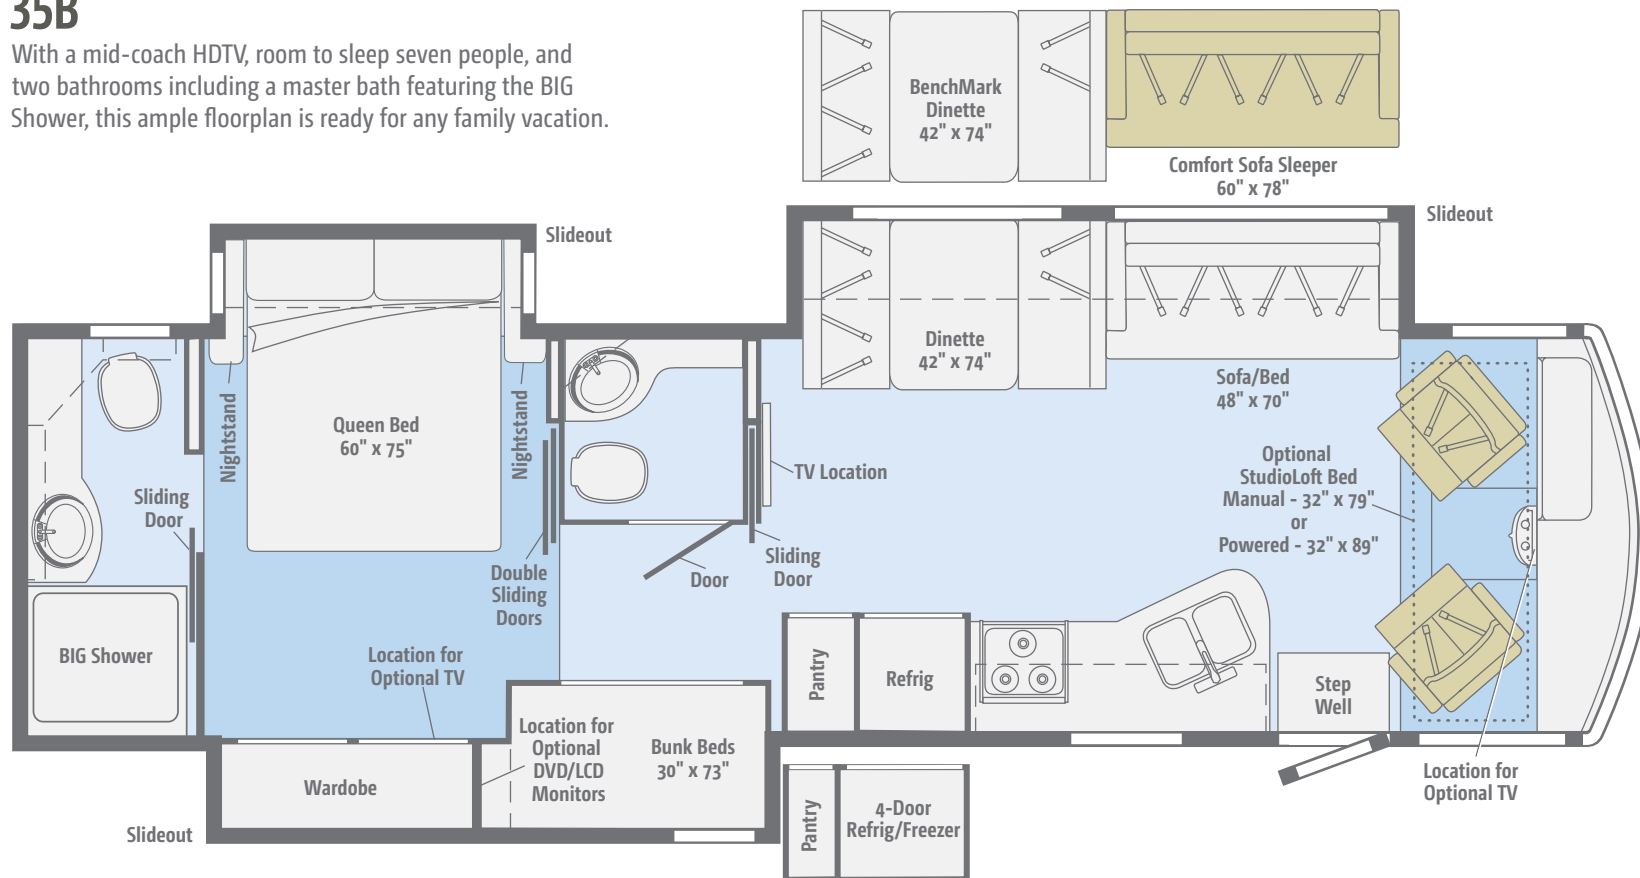 35B
With a mid-coach HDTV, room to sleep seven people, and
two bathrooms including a master bath featuring the BIG
Shower, this ample floorplan is ready for any family vacation.
BenchMark
Dinette
42" x 74"
Comfort Sofa Sleeper
60" x 78"
Slideout
Slideout
Nightstand
Queen Bed
60" x 75"
Nightstand
Dinette
42" x 74"
Sofa/Bed
48" x 70"
TV Location
Optional
StudioLoft Bed
Manual - 32" x 79"
or
Powered - 32" x 89"
Sliding
Door
Double
Sliding
Doors
Door
Sliding
Door
BIG Shower
Location for
Optional TV
Pantry
Refrig
Step
Well
Location for
Optional
DVD/LCD
Monitors
Bunk Beds
30" x 73"
Wardobe
Location for
Optional TV
Slideout
Pantry
4-Door
Refrig/Freezer